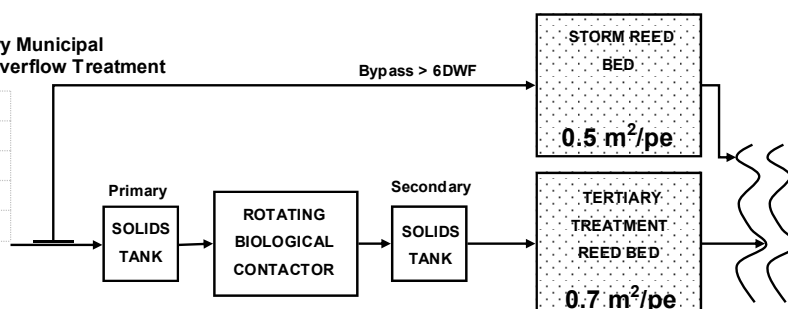 y Municipal
verflow Treatment
Bypass > 6DWF
STORM REED
BED
0.5 m²/pe
Primary
SOLIDS
TANK
ROTATING
BIOLOGICAL
CONTACTOR
Secondary
SOLIDS
TANK
TERTIARY
TREATMENT
REED BED
0.7 m²/pe